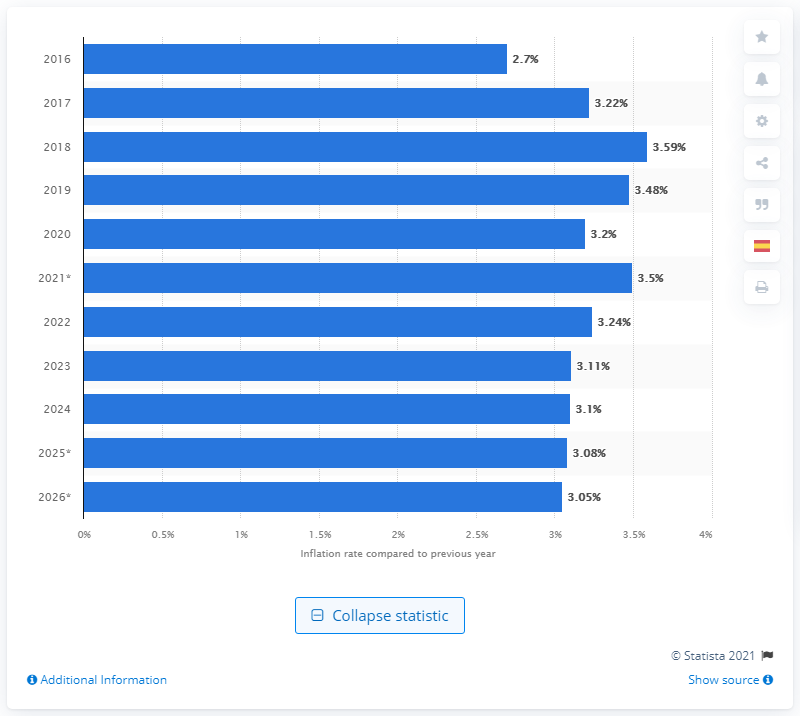 2016 2.7%
2017 3.22%
2018 3.59%
2019 3.48%
2020 3.2%
2021* 3.5%
2022 3.24%
2023 3.11%
2024 3.1%
2025* 3.08%
2026* 3.05%
0% 0.5% 1% 1.5% 2% 2.5% 3% 3.5% 4%
Inflation rate compared to previous year
Collapse statistic
© Statista 2021
Additional Information Show source